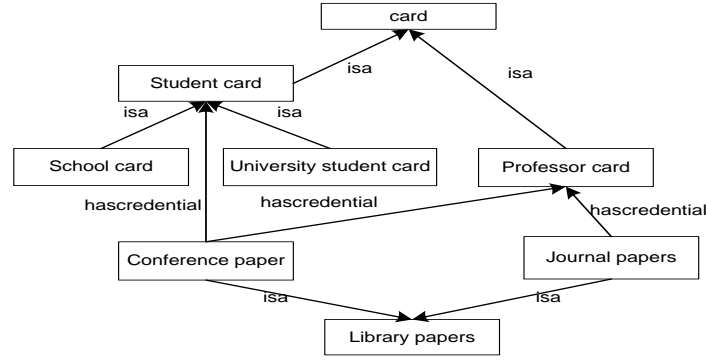 card
isa
isa
Student card
isa
isa
School card
University student card
Professor card
hascredential
hascredential
hascredential
Conference paper
Journal papers
isa
isa
Library papers